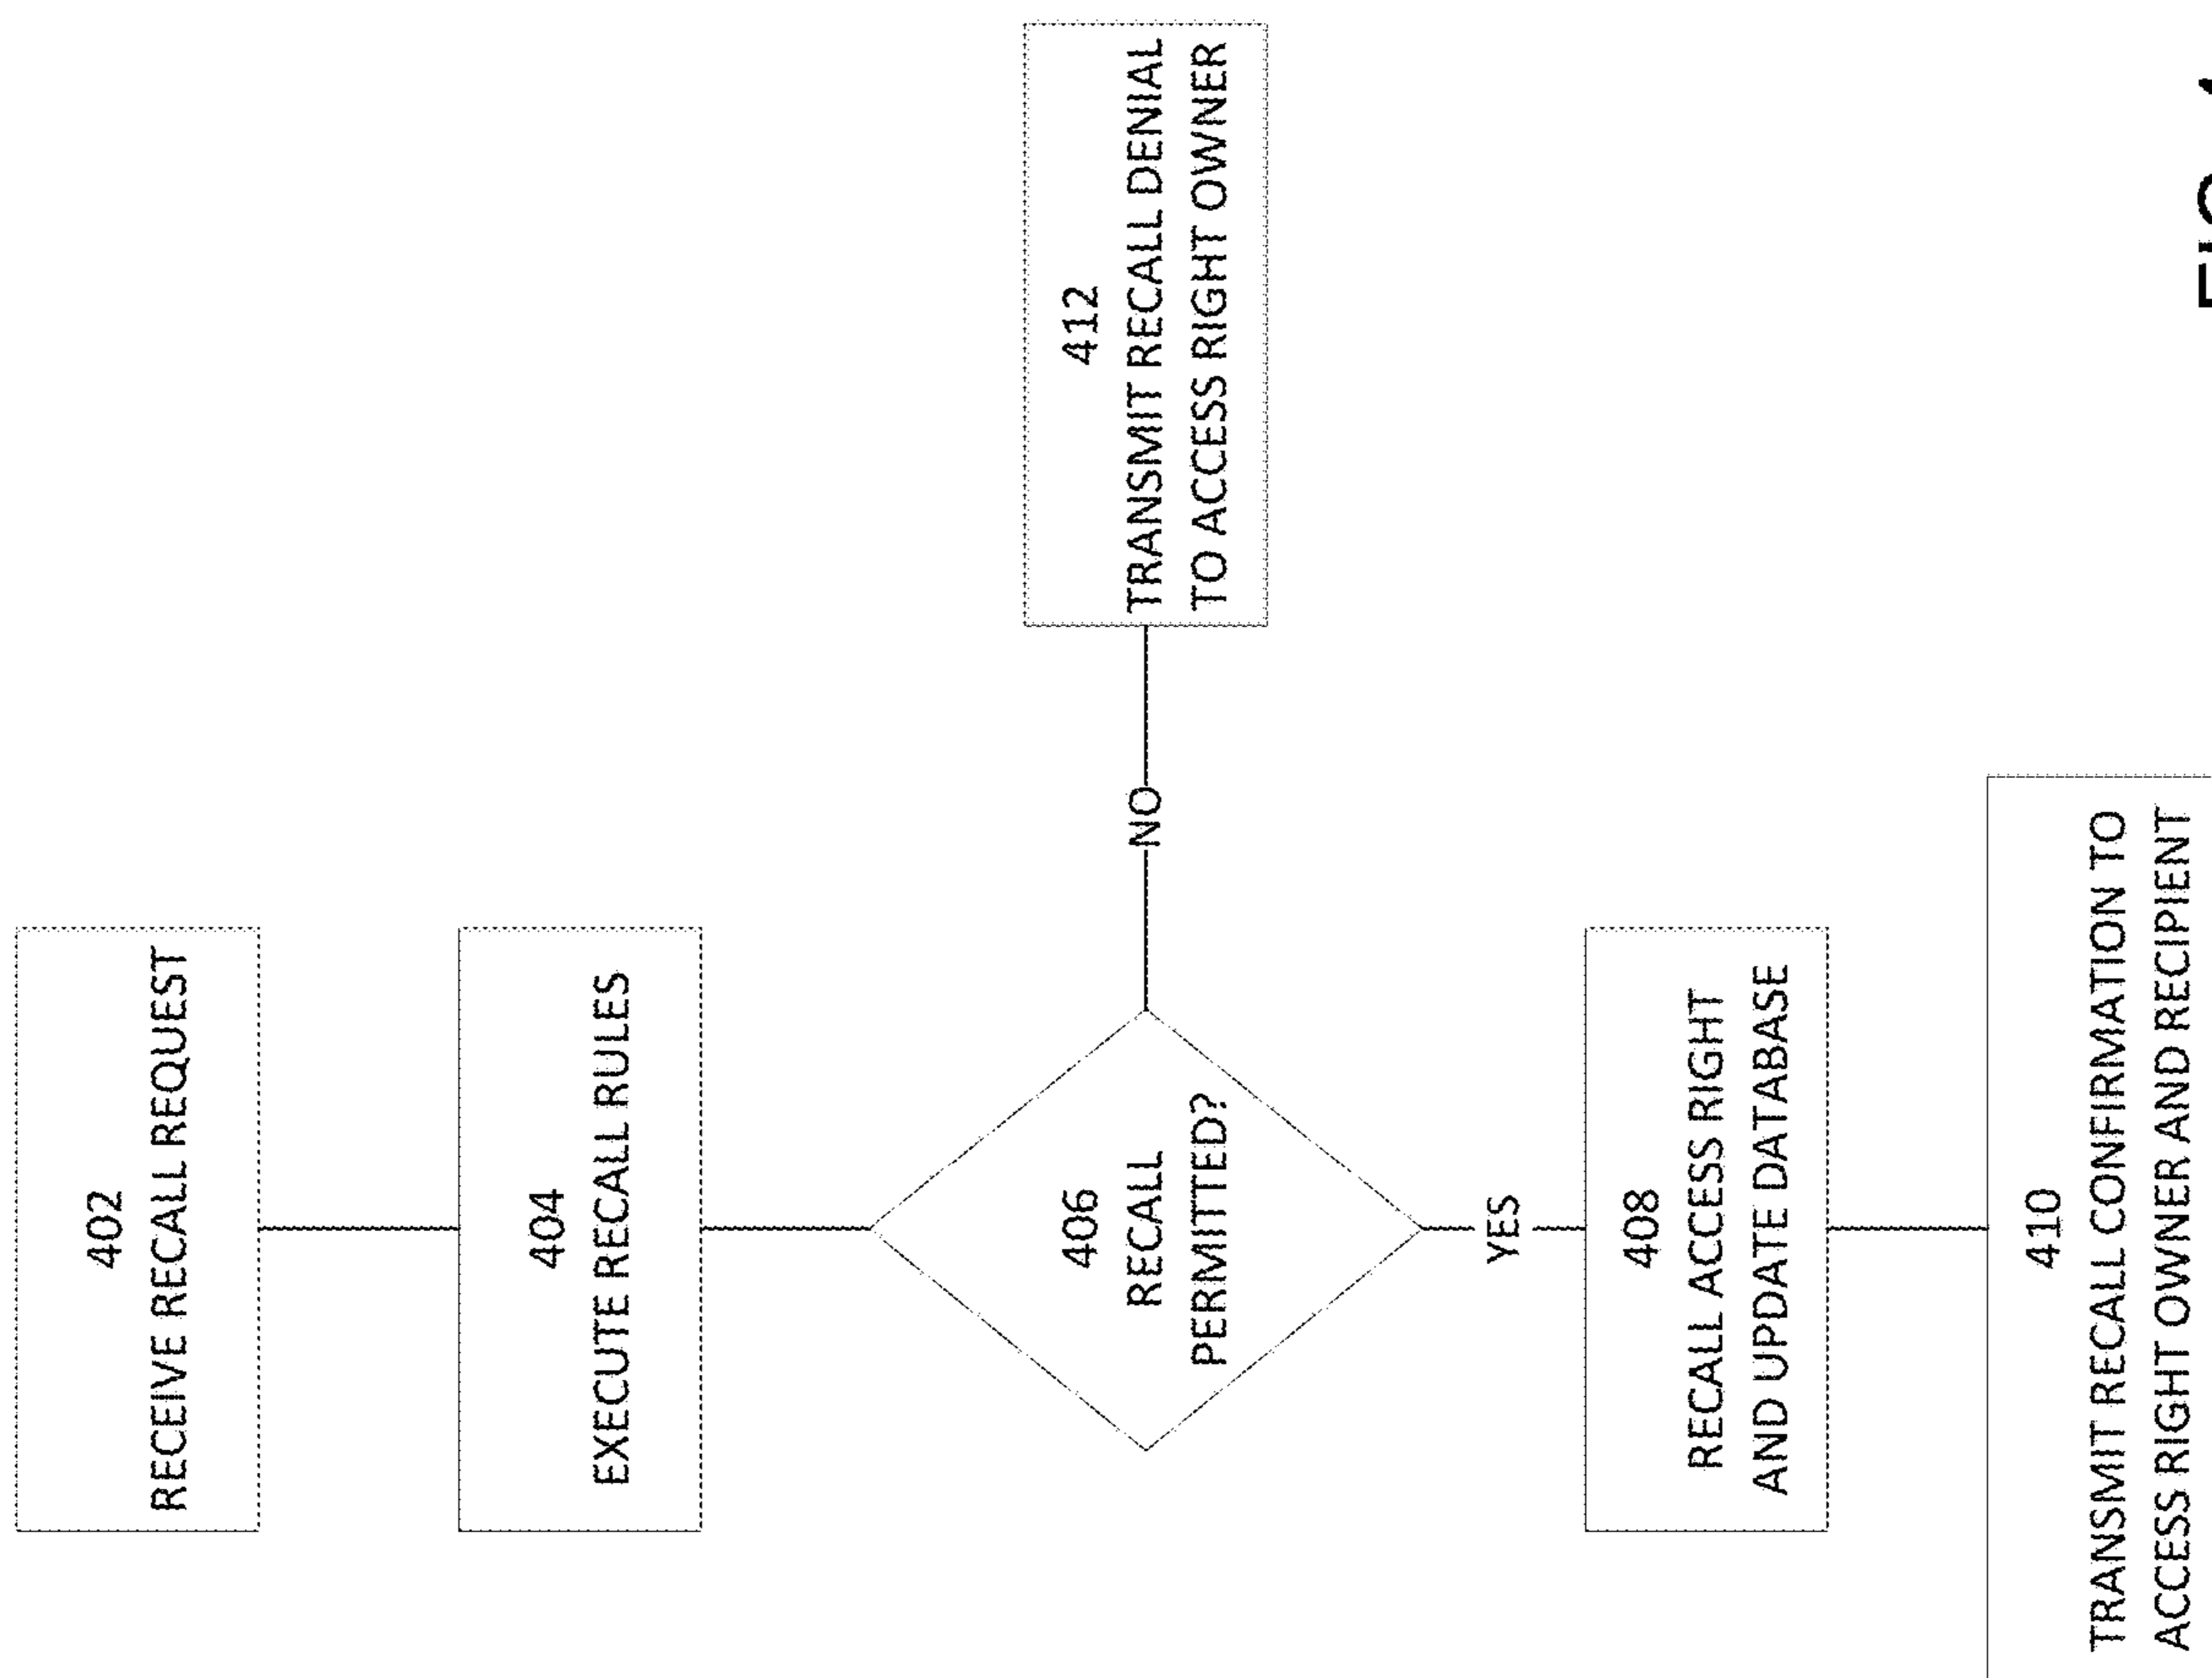 402
RECEIVE RECALL REQUEST
404
EXECUTE RECALL RULES
406
RECALL
PERMITTED?
NO
412
TRANSMIT RECALL DENIAL
TO ACCESS RIGHT OWNER
YES
408
RECALL ACCESS RIGHT
AND UPDATE DATABASE
410
TRANSMIT RECALL CONFIRMATION TO
ACCESS RIGHT OWNER AND RECIPIENT